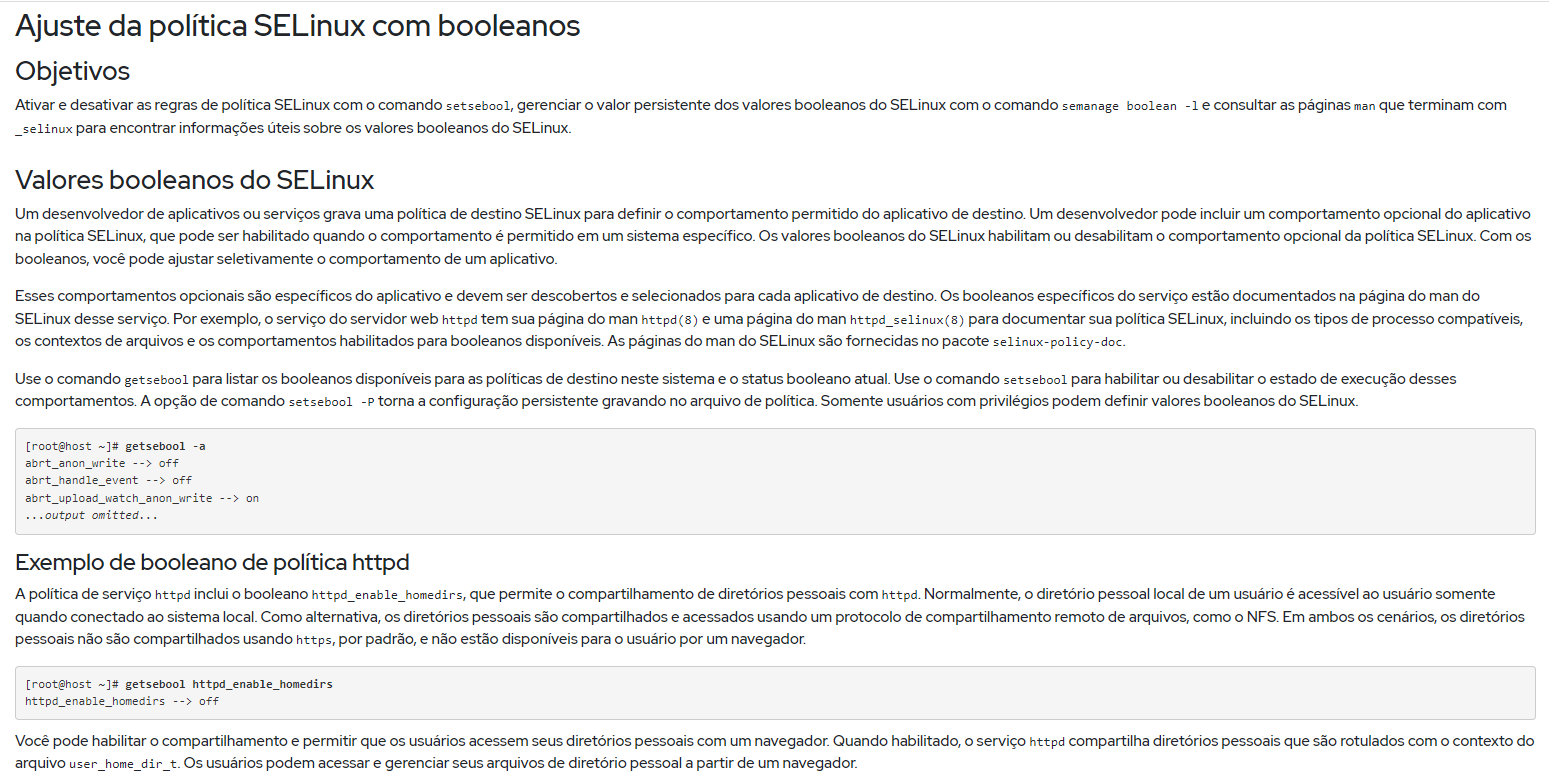 Ajuste da política SELinux com booleanos
Objetivos
Ativar e desativar as regras de política SELinux com o comando setsebool, gerenciar o valor persistente dos valores booleanos do SELinux com o comando semanage boolean -l e consultar as páginas man que terminam com
_selinux para encontrar informações úteis sobre os valores booleanos do SELinux.
Valores booleanos do SELinux
Um desenvolvedor de aplicativos ou serviços grava uma política de destino SELinux para definir o comportamento permitido do aplicativo de destino. Um desenvolvedor pode incluir um comportamento opcional do aplicativo
na política SELinux, que pode ser habilitado quando o comportamento é permitido em um sistema específico. Os valores booleanos do SELinux habilitam ou desabilitam o comportamento opcional da política SELinux. Com os
booleanos, você pode ajustar seletivamente o comportamento de um aplicativo.
Esses comportamentos opcionais são específicos do aplicativo e devem ser descobertos e selecionados para cada aplicativo de destino. Os booleanos específicos do serviço estão documentados na página do man do
SELinux desse serviço. Por exemplo, o serviço do servidor web httpd tem sua página do man httpd(8) e uma página do man httpd_selinux(8) para documentar sua política SELinux, incluindo os tipos de processo compatíveis,
os contextos de arquivos e os comportamentos habilitados para booleanos disponíveis. As páginas do man do SELinux são fornecidas no pacote selinux-policy-doc.
Use o comando getsebool para listar os booleanos disponíveis para as políticas de destino neste sistema e o status booleano atual. Use o comando setsebool para habilitar ou desabilitar o estado de execução desses
comportamentos. A opção de comando setsebool -P torna a configuração persistente gravando no arquivo de política. Somente usuários com privilégios podem definir valores booleanos do SELinux.
[root@host ~]# getsebool -a
abrt_anon_write --> off
abrt_handle_event --> off
abrt_upload_watch_anon_write --> on
...output omitted...
Exemplo de booleano de política httpd
A política de serviço httpd inclui o booleano httpd_enable_homedirs, que permite o compartilhamento de diretórios pessoais com httpd. Normalmente, o diretório pessoal local de um usuário é acessível ao usuário somente
quando conectado ao sistema local. Como alternativa, os diretórios pessoais são compartilhados e acessados usando um protocolo de compartilhamento remoto de arquivos, como o NFS. Em ambos os cenários, os diretórios
pessoais não são compartilhados usando https, por padrão, e não estão disponíveis para o usuário por um navegador.
[root@host ~]# getsebool httpd_enable_homedirs
httpd_enable_homedirs --> off
Você pode habilitar o compartilhamento e permitir que os usuários acessem seus diretórios pessoais com um navegador. Quando habilitado, o serviço httpd compartilha diretórios pessoais que são rotulados com o contexto do
arquivo user_home_dir_t. Os usuários podem acessar e gerenciar seus arquivos de diretório pessoal a partir de um navegador.